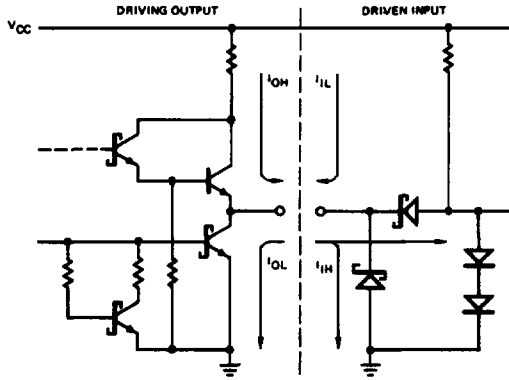 DRIVING OUTPUT
DRIVEN INPUT
VCC
IOH
IIL
IOL
IIH